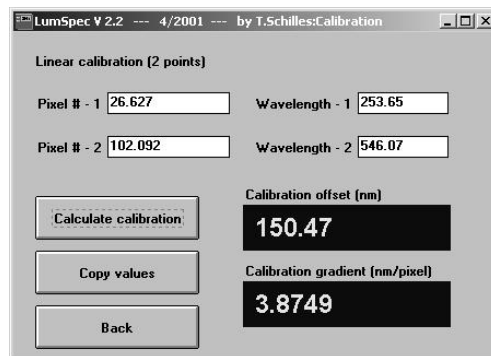 LumSpec V 2.2 --- 4/2001 --- by T.Schilles:Calibration
Linear calibration (2 points)
Pixel # - 1 26.627 Wavelength - 1 253.65
Pixel # - 2 102.092 Wavelength - 2 546.07
Calculate calibration
Copy values
Back
Calibration offset (nm)
150.47
Calibration gradient (nm/pixel)
3.8749